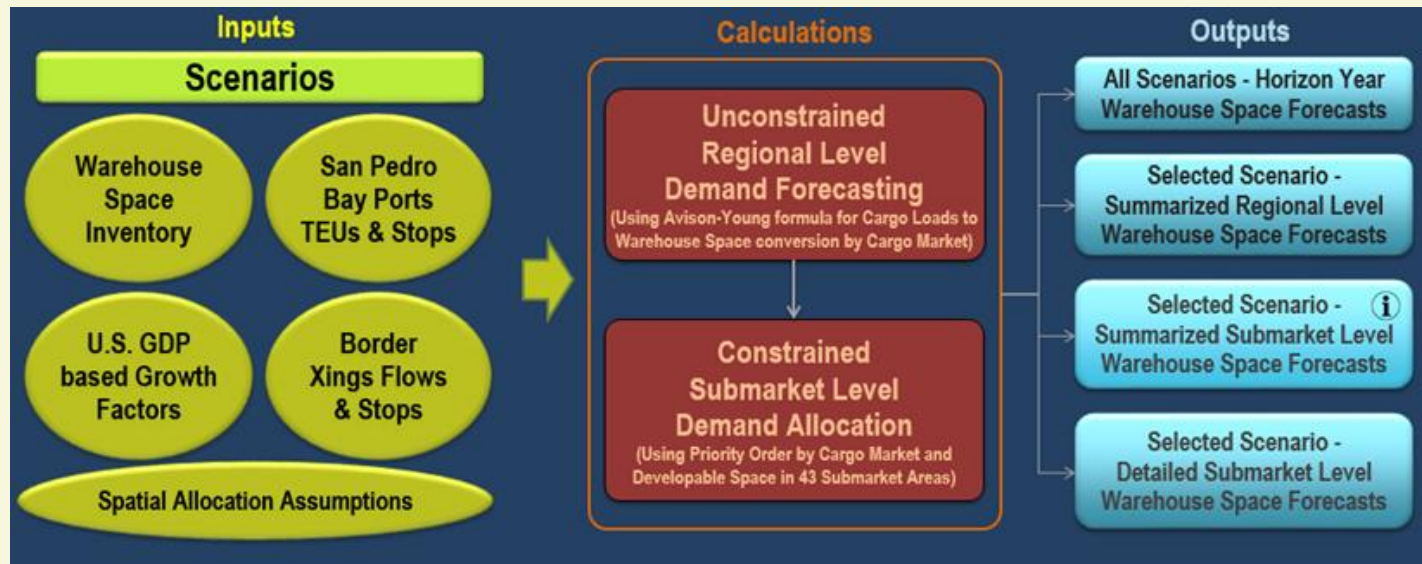 Inputs
Scenarios
Warehouse
Space
Inventory
San Pedro
Bay Ports
TEUs & Stops
U.S. GDP
based Growth
Factors
Border
Xings Flows
& Stops
Spatial Allocation Assumptions
Calculations
Unconstrained
Regional Level
Demand Forecasting
(Using Avison-Young formula for Cargo Loads to
Warehouse Space conversion by Cargo Market)
Constrained
Submarket Level
Demand Allocation
(Using Priority Order by Cargo Market and
Developable Space in 43 Submarket Areas)
Outputs
All Scenarios - Horizon Year
Warehouse Space Forecasts
Selected Scenario -
Summarized Regional Level
Warehouse Space Forecasts
Selected Scenario -
Summarized Submarket Level
Warehouse Space Forecasts
i
Selected Scenario -
Detailed Submarket Level
Warehouse Space Forecasts